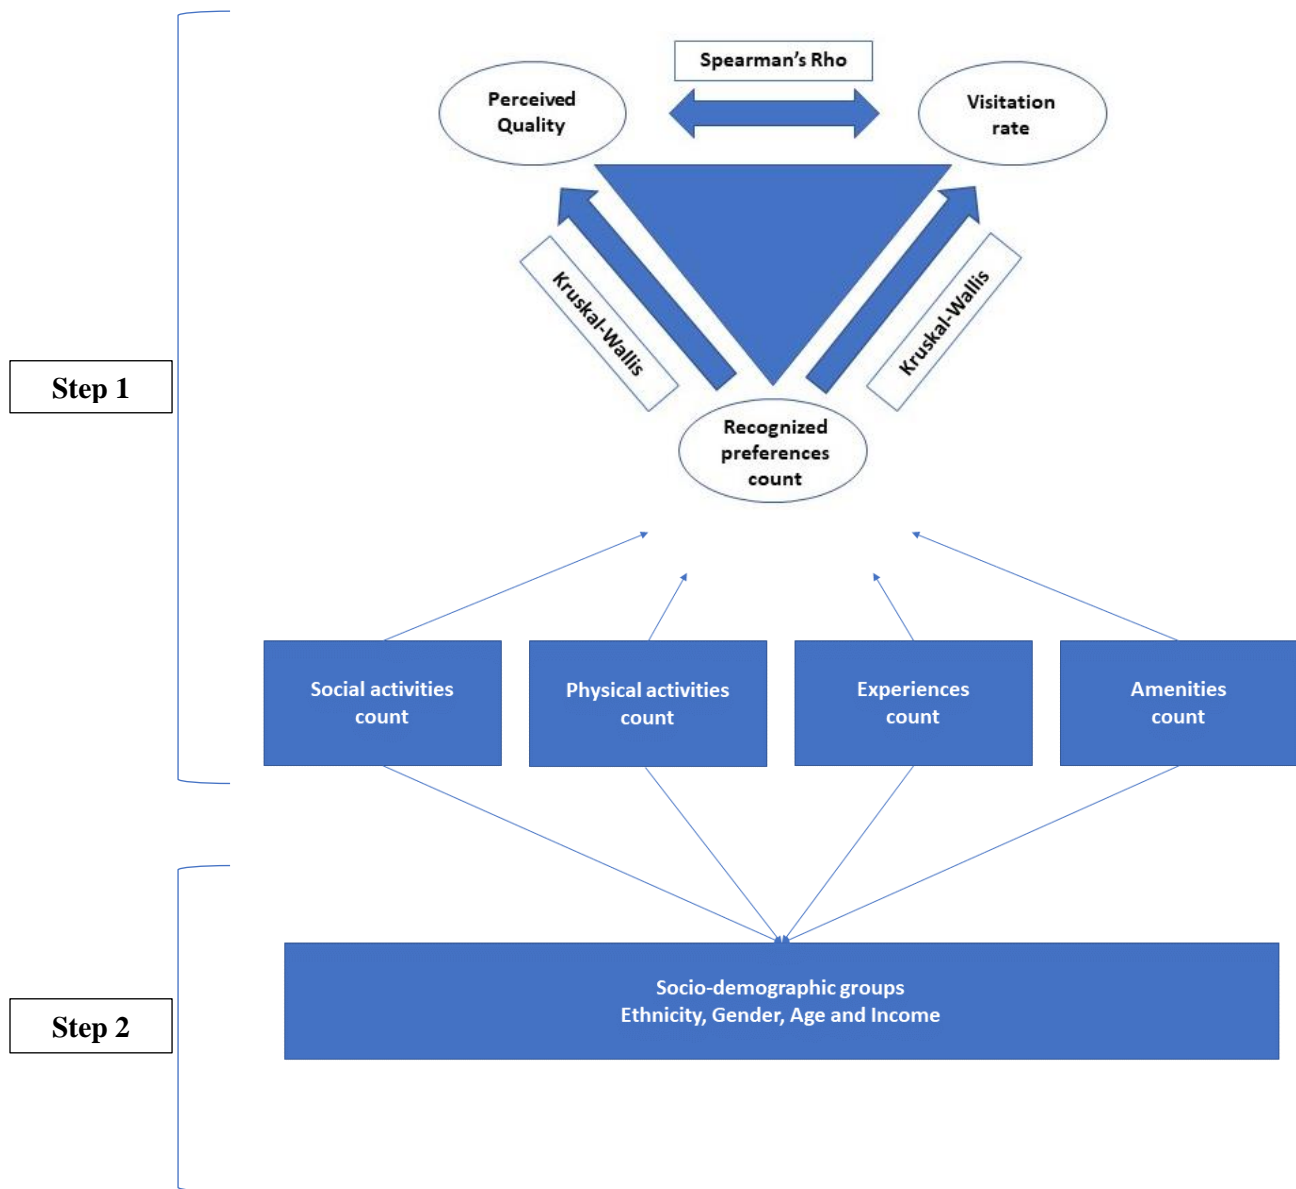 Spearman's Rho
Perceived
Quality
Visitation
rate
Kruskal-Wallis
Kruskal-Wallis
Step 1
Recognized
preferences
count
Social activities
count
Physical activities
count
Experiences
count
Amenities
count
Step 2
Socio-demographic groups
Ethnicity, Gender, Age and Income